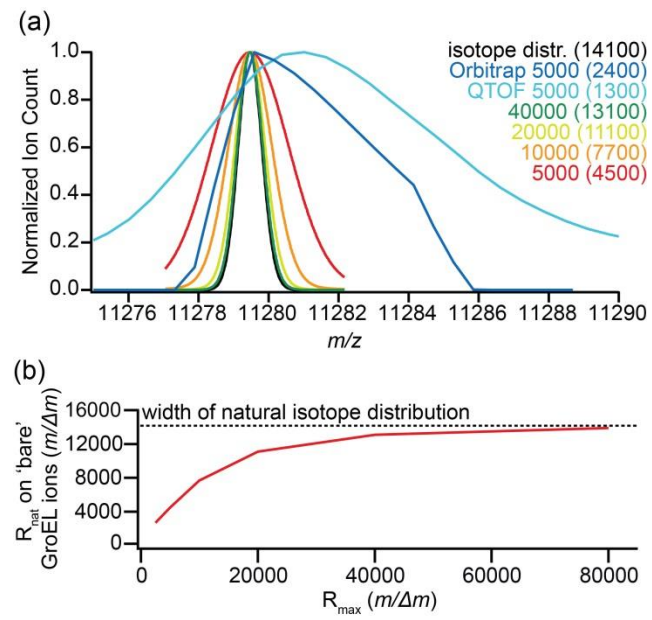 (a)
isotope distr. (14100)
Orbitrap 5000 (2400)
QTOF 5000 (1300)
40000 (13100)
20000 (11100)
10000 (7700)
5000 (4500)
Normalized Ion Count
1.0
0.8
0.6
0.4
0.2
0.0
11276 11278 11280 11282 11284 11286 11288 11290
m/z
(b)
width of natural isotope distribution
R_nat on 'bare'
GroEL ions (m/Δm)
16000
12000
8000
4000
0
0 20000 40000 60000 80000
R_max (m/Δm)